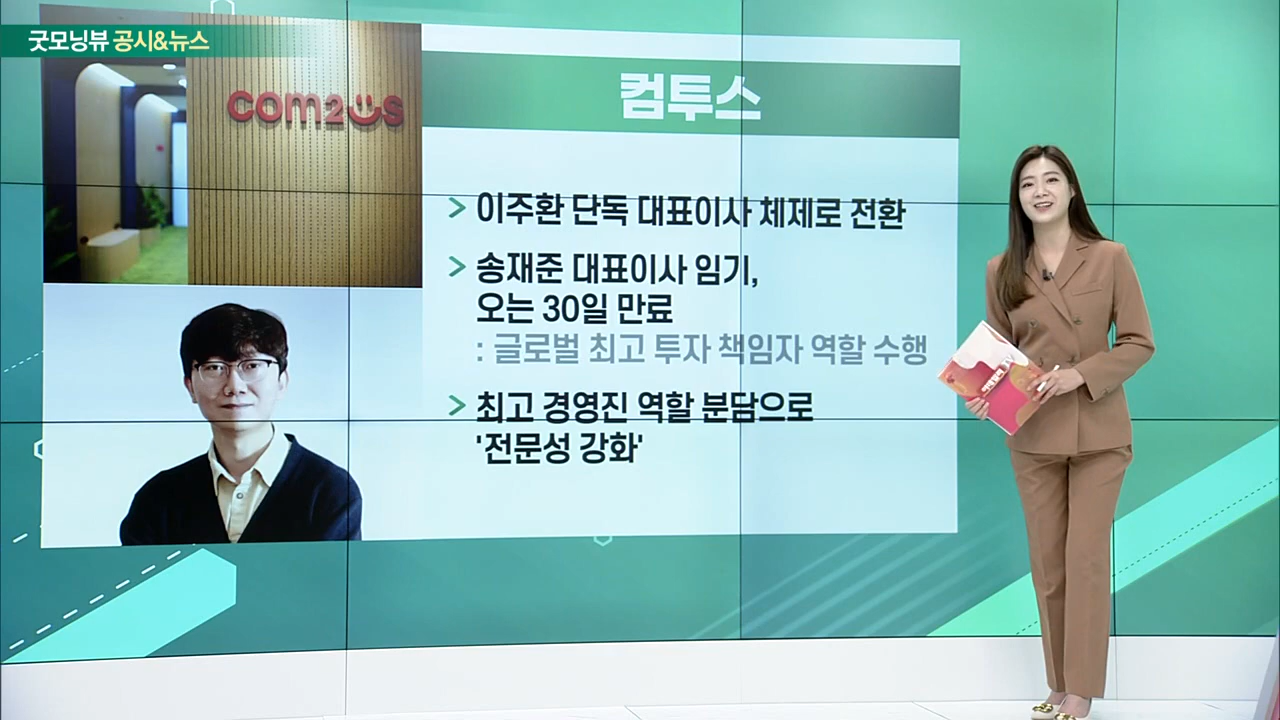 굿모닝뷰 공시&뉴스
com2us
컴투스
> 이주환 단독 대표이사 체제로 전환
> 송재준 대표이사 임기,
오는 30일 만료
: 글로벌 최고 투자 책임자 역할 수행
> 최고 경영진 역할 분담으로
'전문성 강화'